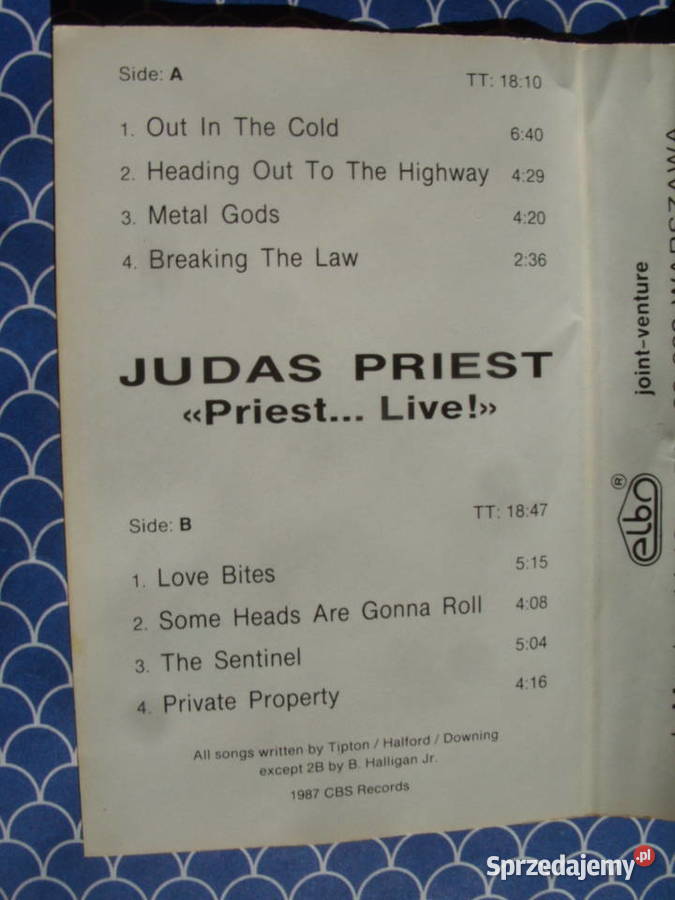 Side: A TT: 18:10
1. Out In The Cold 6:40
2. Heading Out To The Highway 4:29
3. Metal Gods 4:20
4. Breaking The Law 2:36
JUDAS PRIEST
«Priest... Live!»
Side: B TT: 18:47
1. Love Bites 5:15
2. Some Heads Are Gonna Roll 4:08
3. The Sentinel 5:04
4. Private Property 4:16
All songs written by Tipton / Halford / Downing
except 2B by B. Halligan Jr.
1987 CBS Records
joint-venture
elbo ®
WARSZAWA
Sprzedajemy.pl